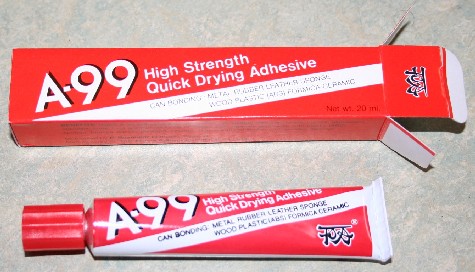 A-99
High Strength
Quick Drying Adhesive
CAN BONDING: METAL RUBBER LEATHER SPONGE
WOOD PLASTIC(ABS) FORMICA CERAMIC
Net wt. 20 ml.
A-99
High Strength
Quick Drying Adhesive
CAN BONDING: METAL RUBBER LEATHER SPONGE
WOOD PLASTIC(ABS) FORMICA CERAMIC
®